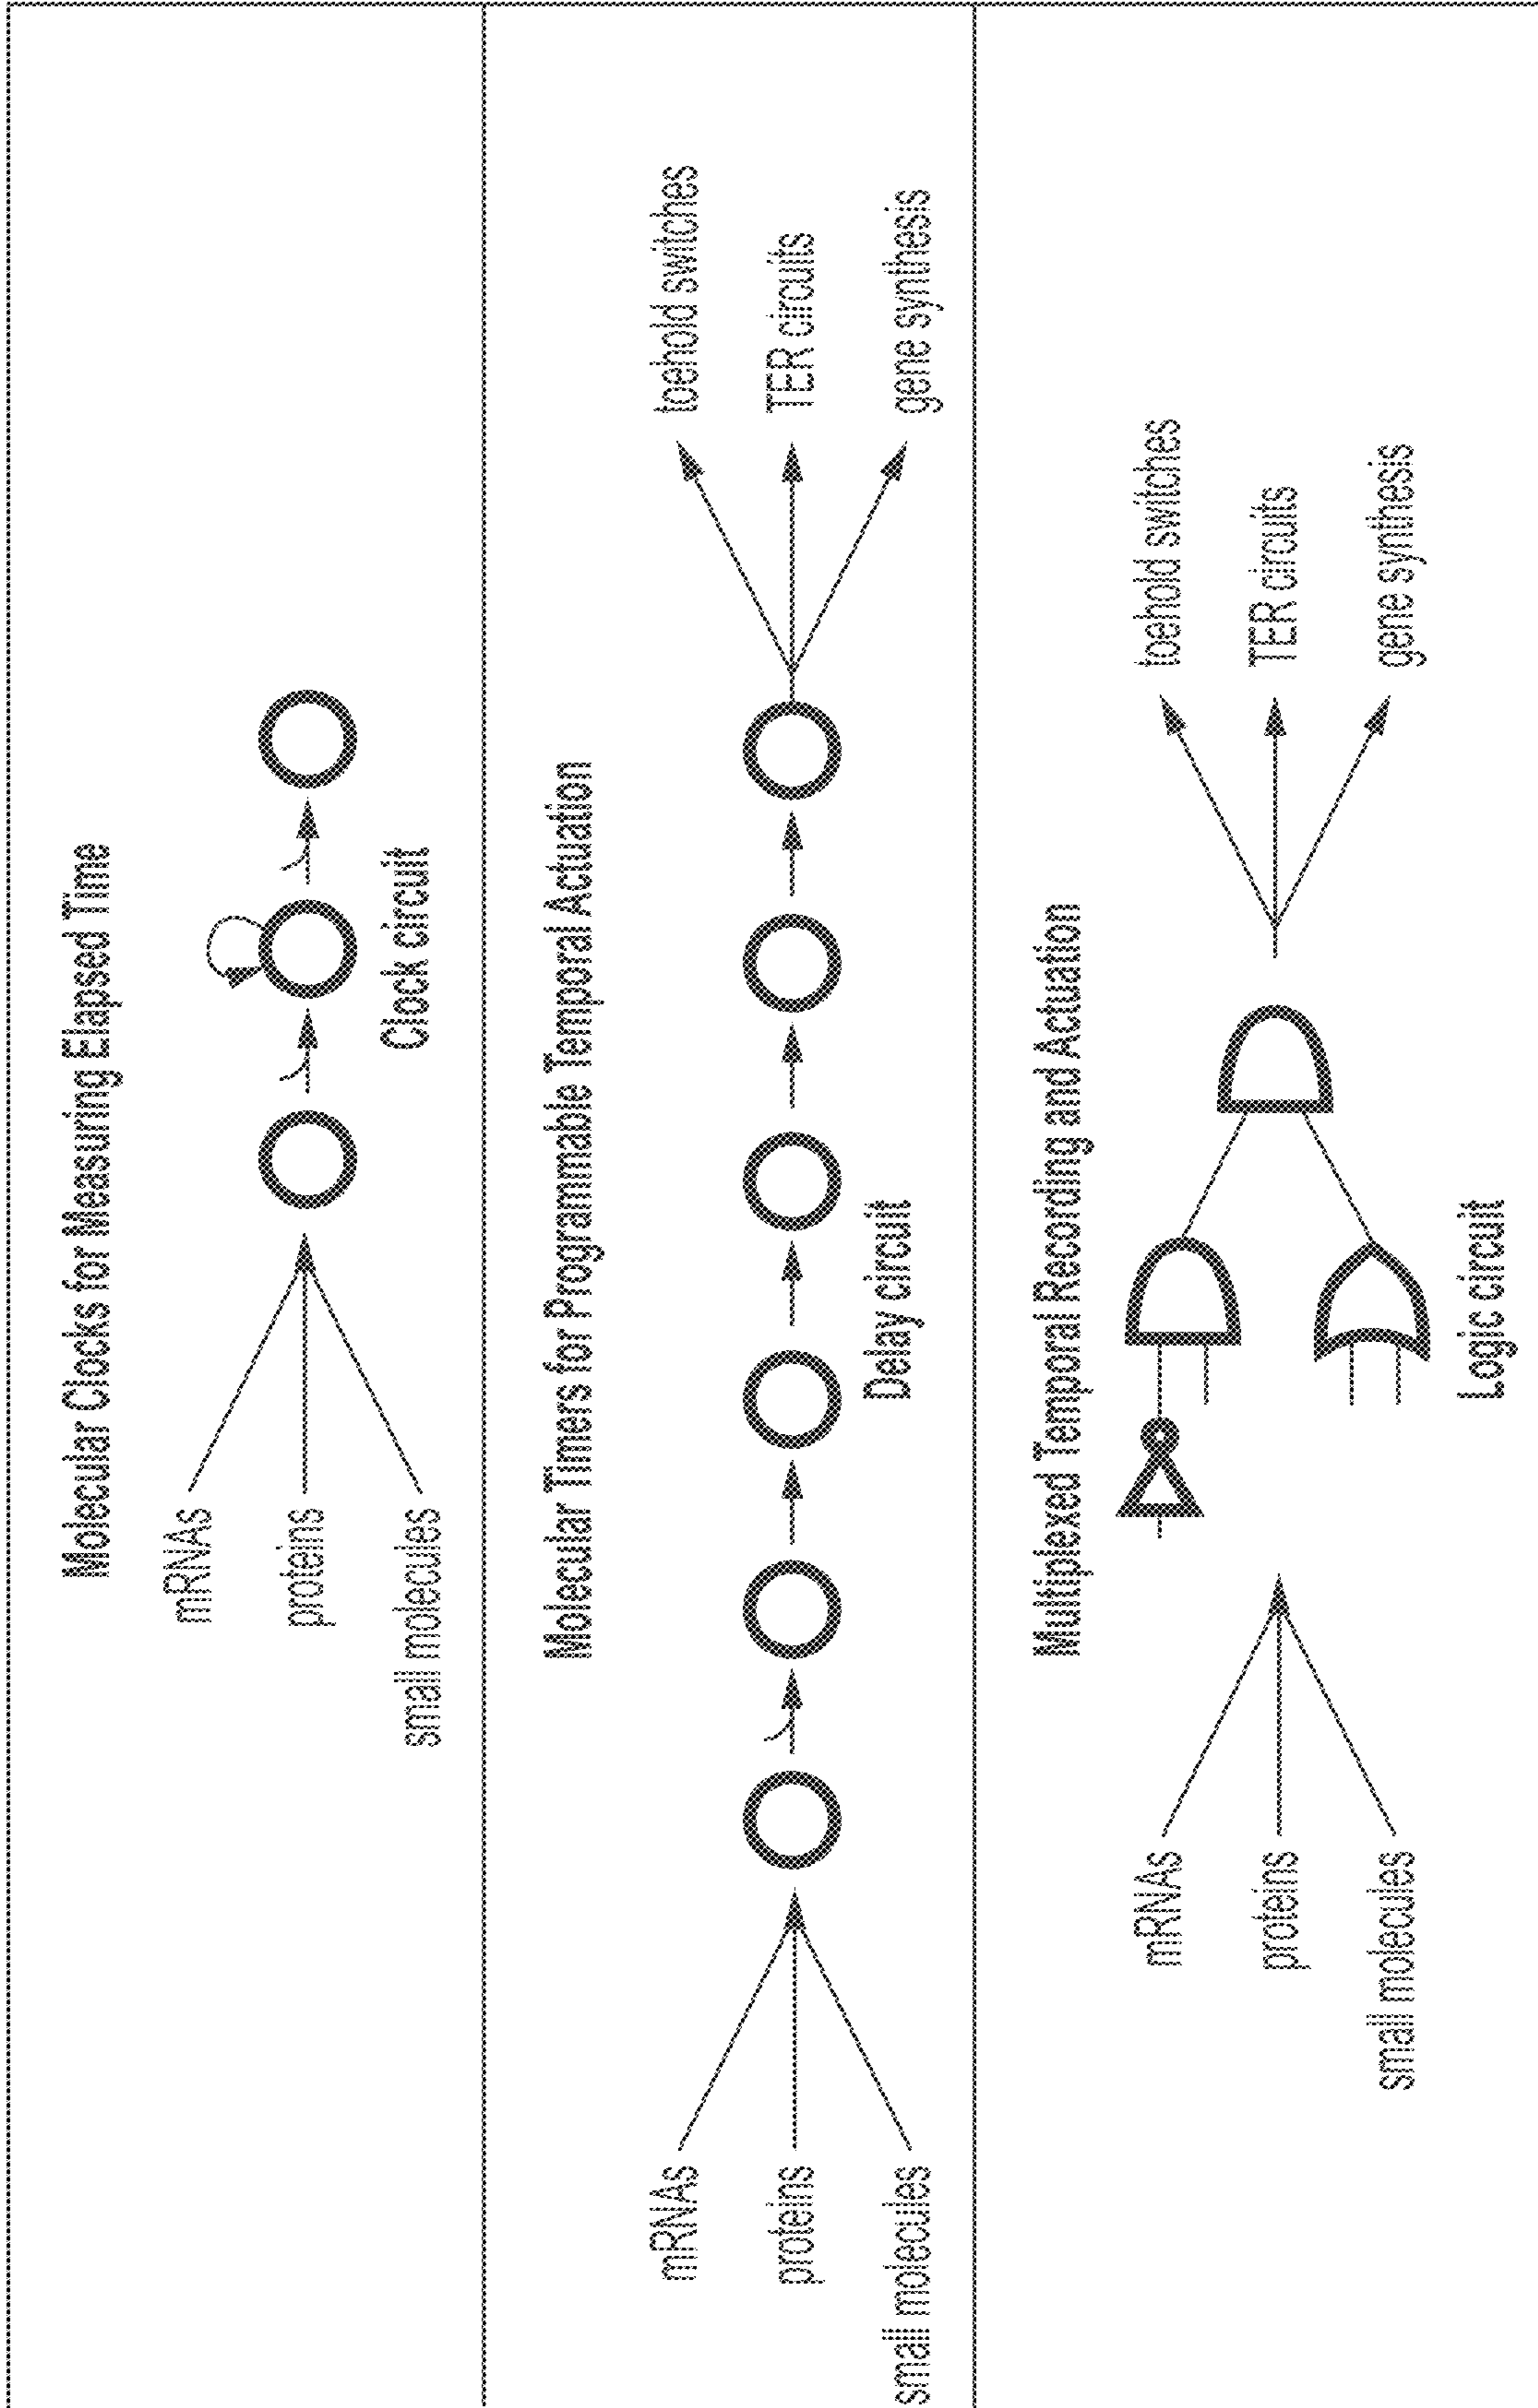 Molecular Clocks for Measuring Elapsed Time
mRNAs
proteins
small molecules
Clock circuit
Molecular Timers for Programmable Temporal Actuation
mRNAs
proteins
small molecules
Delay circuit
toehold switches
TER circuits
gene synthesis
Multiplexed Temporal Recording and Actuation
mRNAs
proteins
small molecules
Logic circuit
toehold switches
TER circuits
gene synthesis